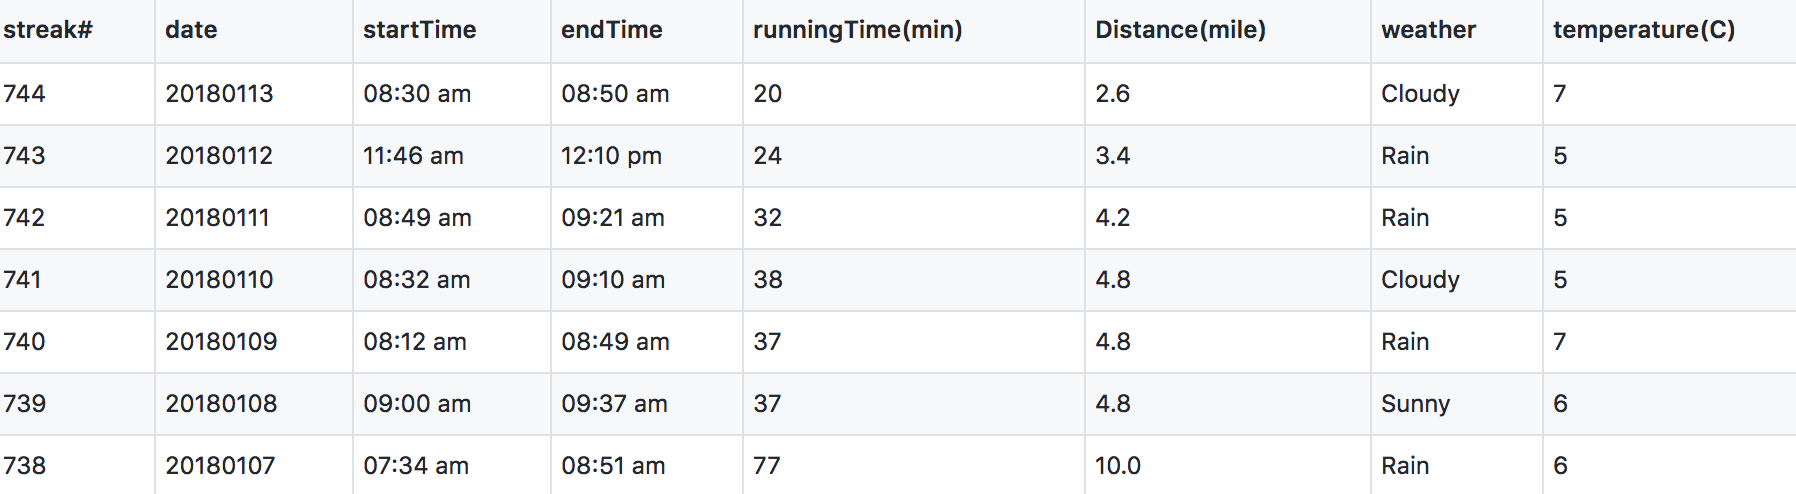 streak# date startTime endTime runningTime(min) Distance(mile) weather temperature(C)
744 20180113 08:30 am 08:50 am 20 2.6 Cloudy 7
743 20180112 11:46 am 12:10 pm 24 3.4 Rain 5
742 20180111 08:49 am 09:21 am 32 4.2 Rain 5
741 20180110 08:32 am 09:10 am 38 4.8 Cloudy 5
740 20180109 08:12 am 08:49 am 37 4.8 Rain 7
739 20180108 09:00 am 09:37 am 37 4.8 Sunny 6
738 20180107 07:34 am 08:51 am 77 10.0 Rain 6